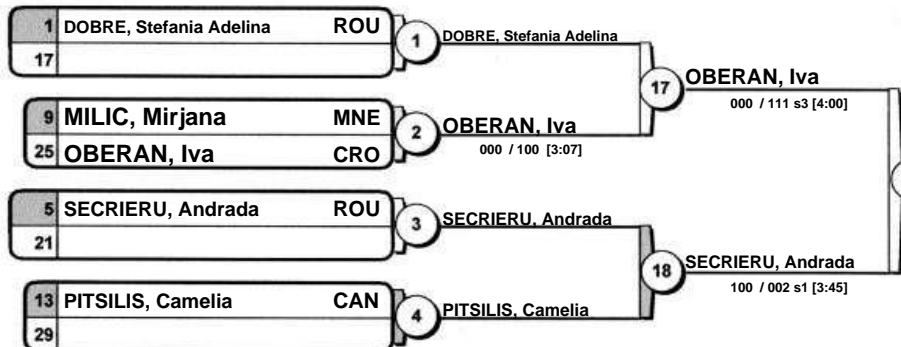 1 DOBRE, Stefania Adelina ROU
17
1 DOBRE, Stefania Adelina
9 MILIC, Mirjana MNE
25 OBERAN, Iva CRO
2 OBERAN, Iva
000 / 100 [3:07]
17 OBERAN, Iva
000 / 111 s3 [4:00]
5 SECRIERU, Andrada ROU
21
3 SECRIERU, Andrada
13 PITSILIS, Camelia CAN
29
4 PITSILIS, Camelia
18 SECRIERU, Andrada
100 / 002 s1 [3:45]